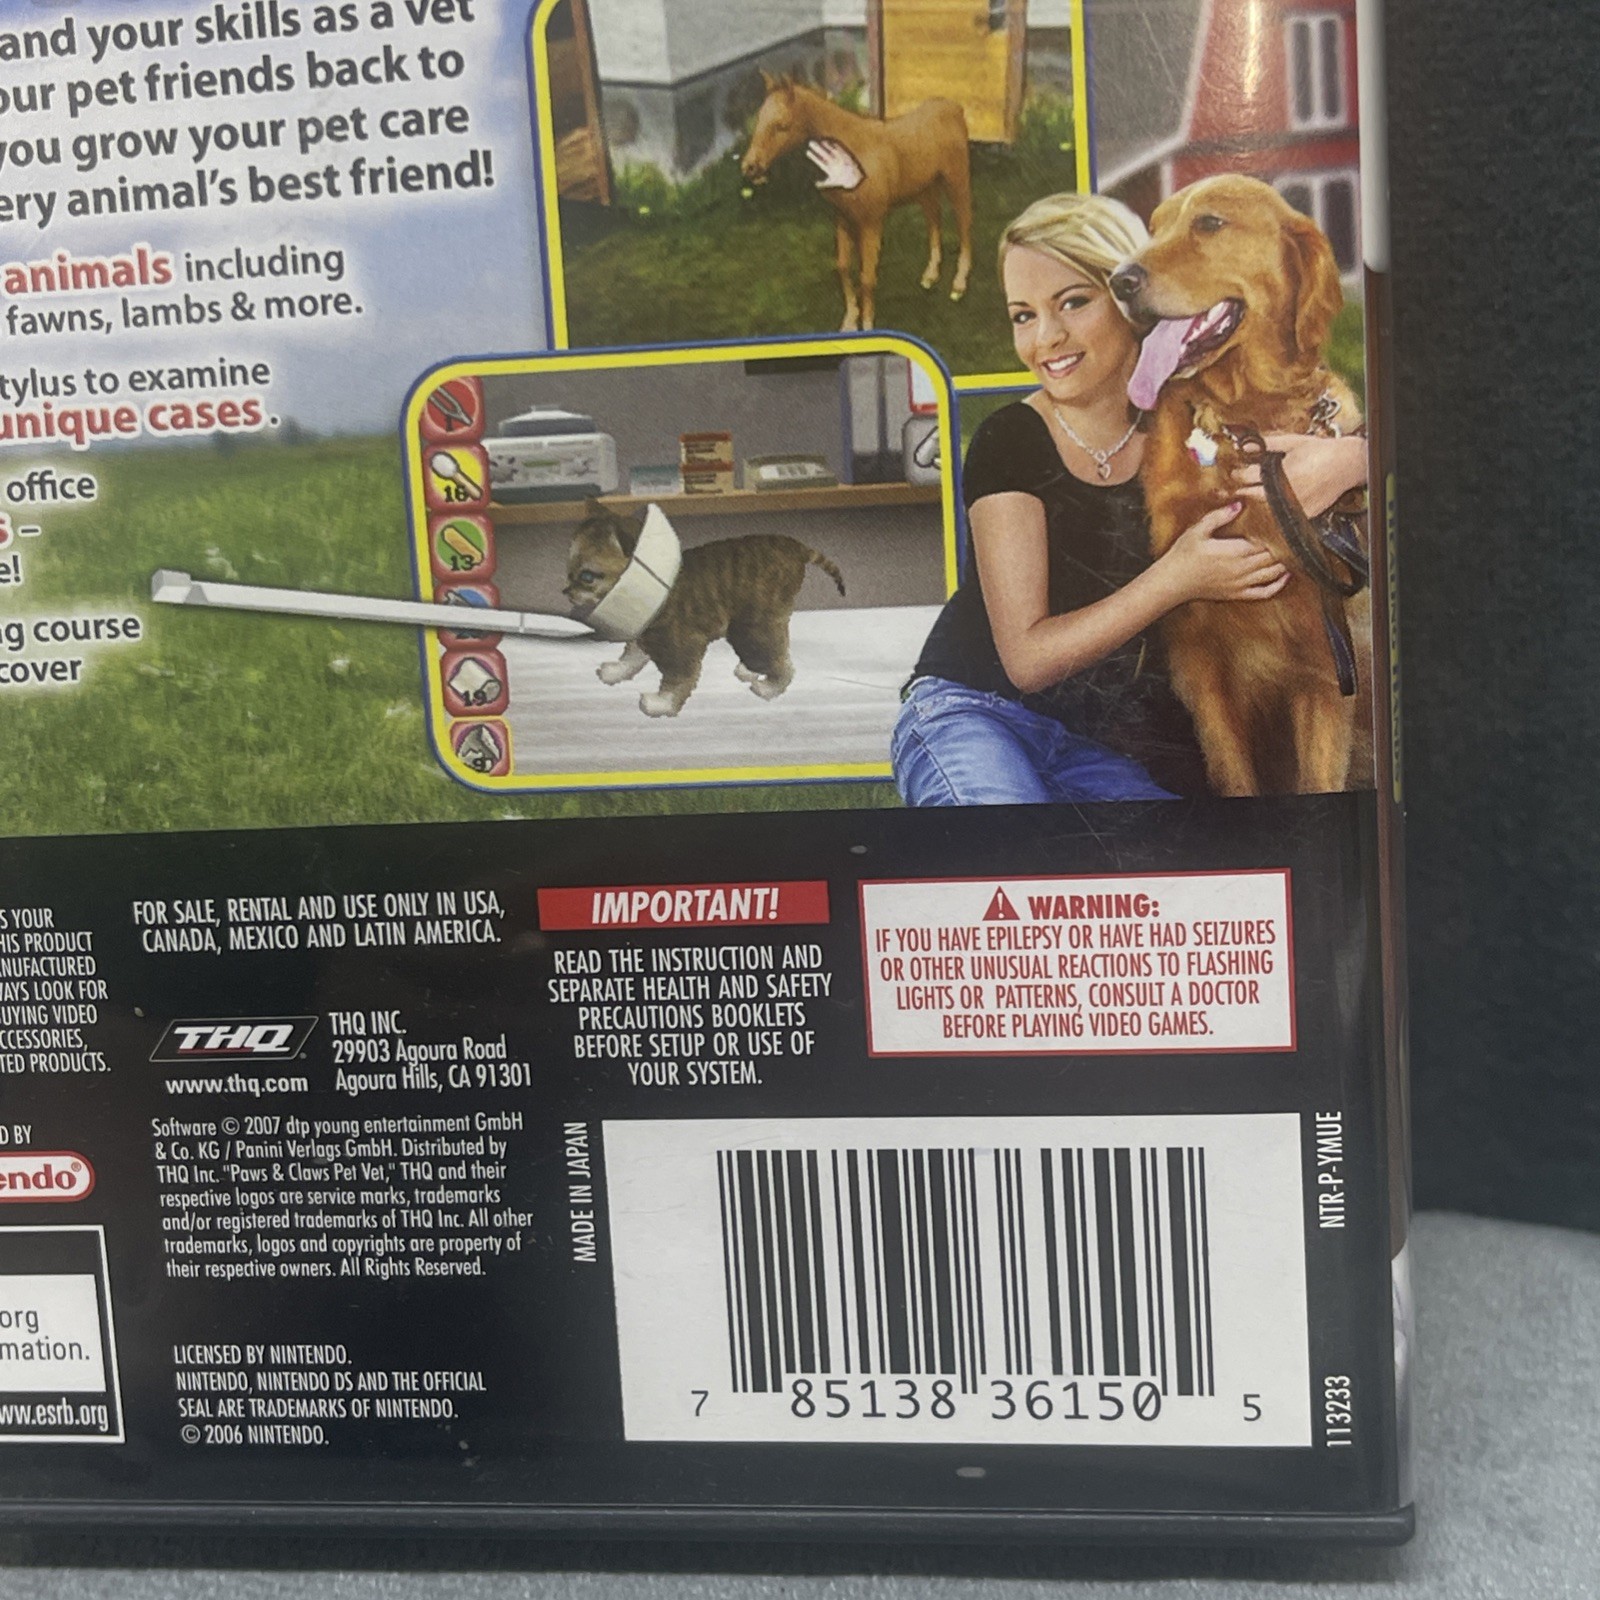 and your skills as a vet
our pet friends back to
you grow your pet care
ery animal's best friend!
animals including
fawns, lambs & more.
tylus to examine
unique cases.
office
s –
e!
ng course
cover
16
13
19
9
S YOUR
HIS PRODUCT
NUFACTURED
AYS LOOK FOR
UYING VIDEO
CCESSORIES,
TED PRODUCTS.
D BY
endo®
org
mation.
ww.esrb.org
FOR SALE, RENTAL AND USE ONLY IN USA,
CANADA, MEXICO AND LATIN AMERICA.
THQ
www.thq.com
THQ INC.
29903 Agoura Road
Agoura Hills, CA 91301
Software © 2007 dtp young entertainment GmbH
& Co. KG / Panini Verlags GmbH. Distributed by
THQ Inc. "Paws & Claws Pet Vet," THQ and their
respective logos are service marks, trademarks
and/or registered trademarks of THQ Inc. All other
trademarks, logos and copyrights are property of
their respective owners. All Rights Reserved.
LICENSED BY NINTENDO.
NINTENDO, NINTENDO DS AND THE OFFICIAL
SEAL ARE TRADEMARKS OF NINTENDO.
© 2006 NINTENDO.
IMPORTANT!
READ THE INSTRUCTION AND
SEPARATE HEALTH AND SAFETY
PRECAUTIONS BOOKLETS
BEFORE SETUP OR USE OF
YOUR SYSTEM.
WARNING:
IF YOU HAVE EPILEPSY OR HAVE HAD SEIZURES
OR OTHER UNUSUAL REACTIONS TO FLASHING
LIGHTS OR PATTERNS, CONSULT A DOCTOR
BEFORE PLAYING VIDEO GAMES.
MADE IN JAPAN
7 85138 36150 5
NTR-P-YMUE
113233